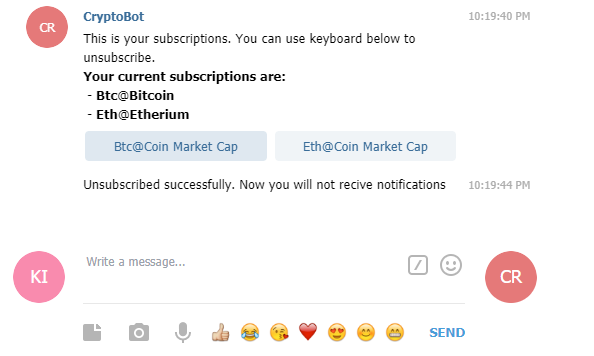 CR
CryptoBot
10:19:40 PM
This is your subscriptions. You can use keyboard below to
unsubscribe.
Your current subscriptions are:
- Btc@Bitcoin
- Eth@Etherium
Btc@Coin Market Cap
Eth@Coin Market Cap
Unsubscribed successfully. Now you will not recive notifications
10:19:44 PM
KI
Write a message...
CR
SEND